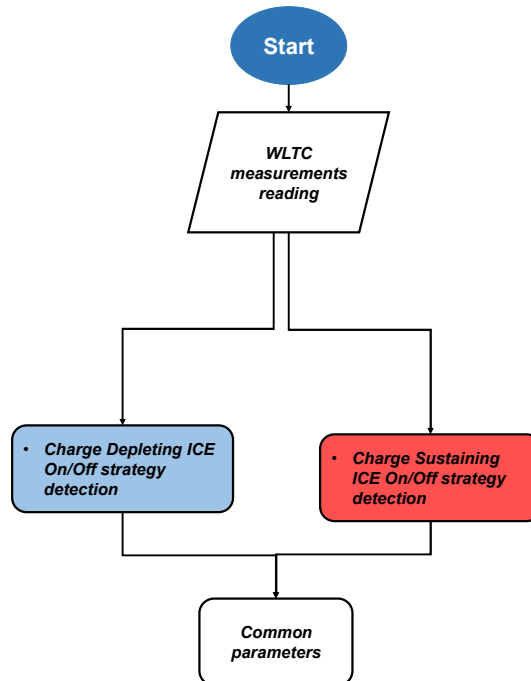 Start
WLTC
measurements
reading
• Charge Depleting ICE
On/Off strategy
detection
• Charge Sustaining
ICE On/Off strategy
detection
Common
parameters